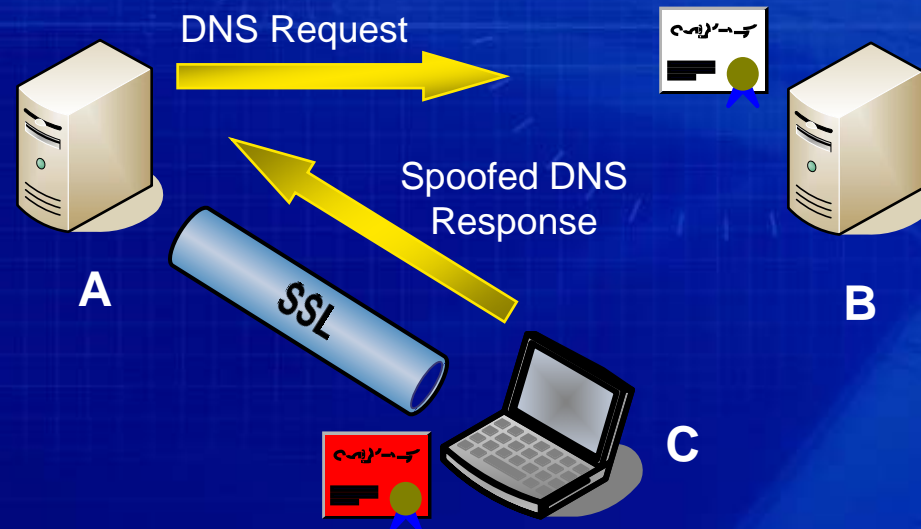 DNS Request
Spoofed DNS
Response
A
SSL
B
C